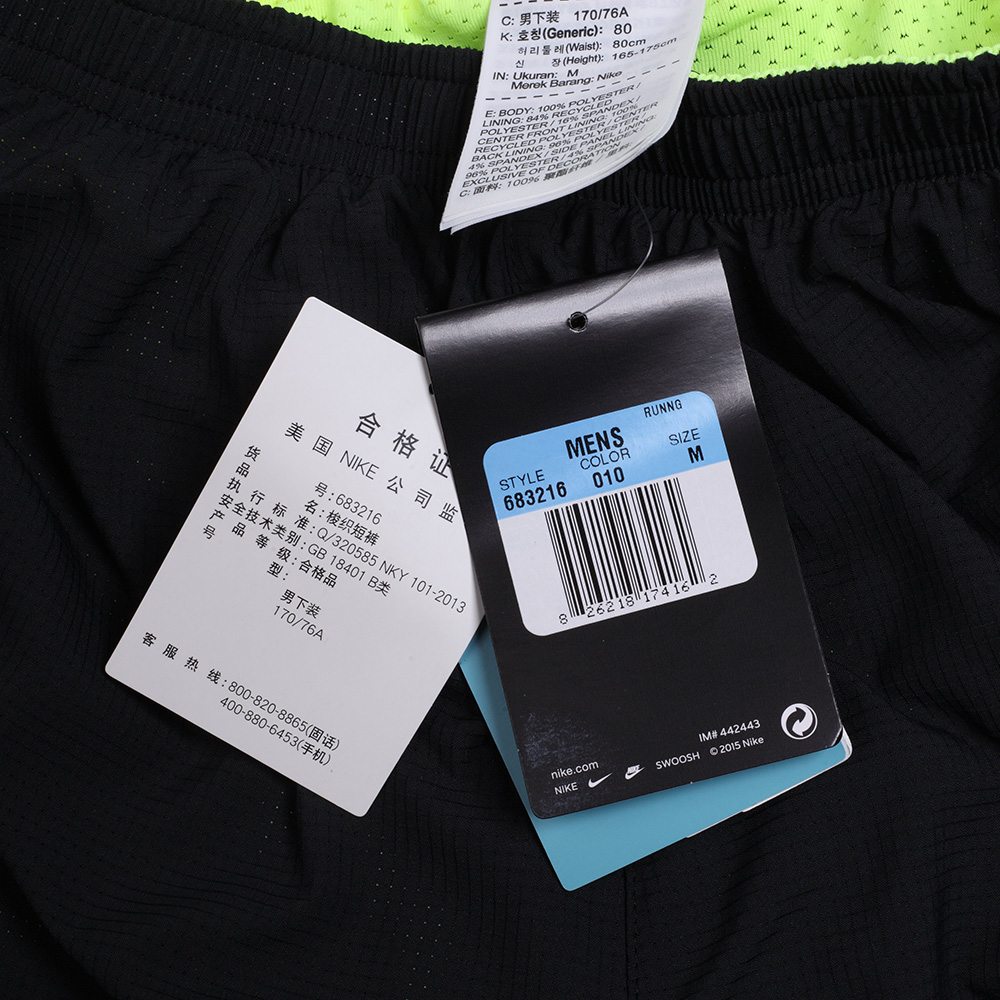 C: 男下装 170/76A
K: 호칭(Generic): 80
허리둘레(Waist): 80cm
신 장(Height): 165-175cm
IN: Ukuran: M
Merek Barang: Nike
E: BODY: 100% POLYESTER /
LINING: 84% RECYCLED
POLYESTER / 16% SPANDEX /
CENTER FRONT LINING: 100%
RECYCLED POLYESTER / CENTER
BACK LINING: 96% POLYESTER /
4% SPANDEX / SIDE PANEL LINING:
96% POLYESTER / 4% SPANDEX /
EXCLUSIVE OF DECORATION
C: 面料: 100% 聚酯纤维
合格证
美国 NIKE 公司监
货号: 683216
品名: 梭织短裤
执行标准: Q/320585 NKY 101-2013
安全技术类别: GB 18401 B类
产品等级: 合格品
号型:
男下装
170/76A
客服热线: 800-820-8865(固话)
400-880-6453(手机)
RUNNG
MENS
STYLE COLOR SIZE
683216 010 M
8 26218 17416 2
IM# 442443
nike.com
NIKE SWOOSH © 2015 Nike